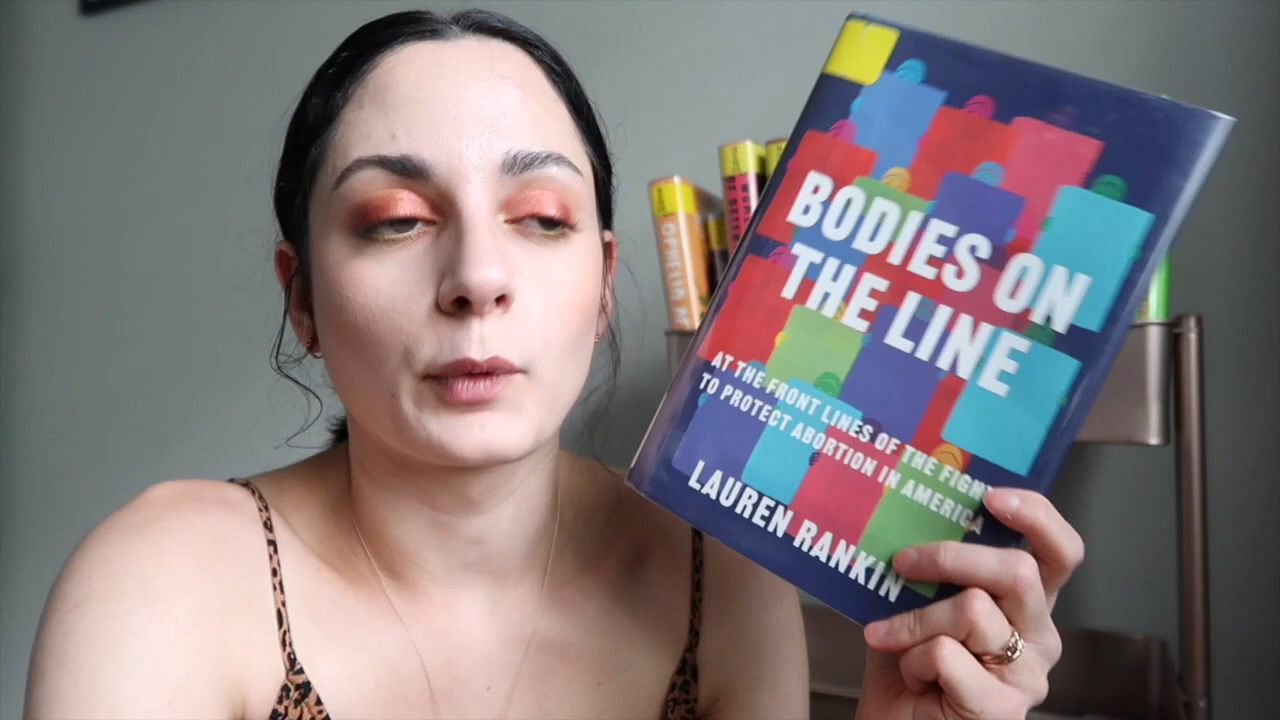 BODIES ON
THE LINE
AT THE FRONT LINES OF THE FIGHT
TO PROTECT ABORTION IN AMERICA
LAUREN RANKIN